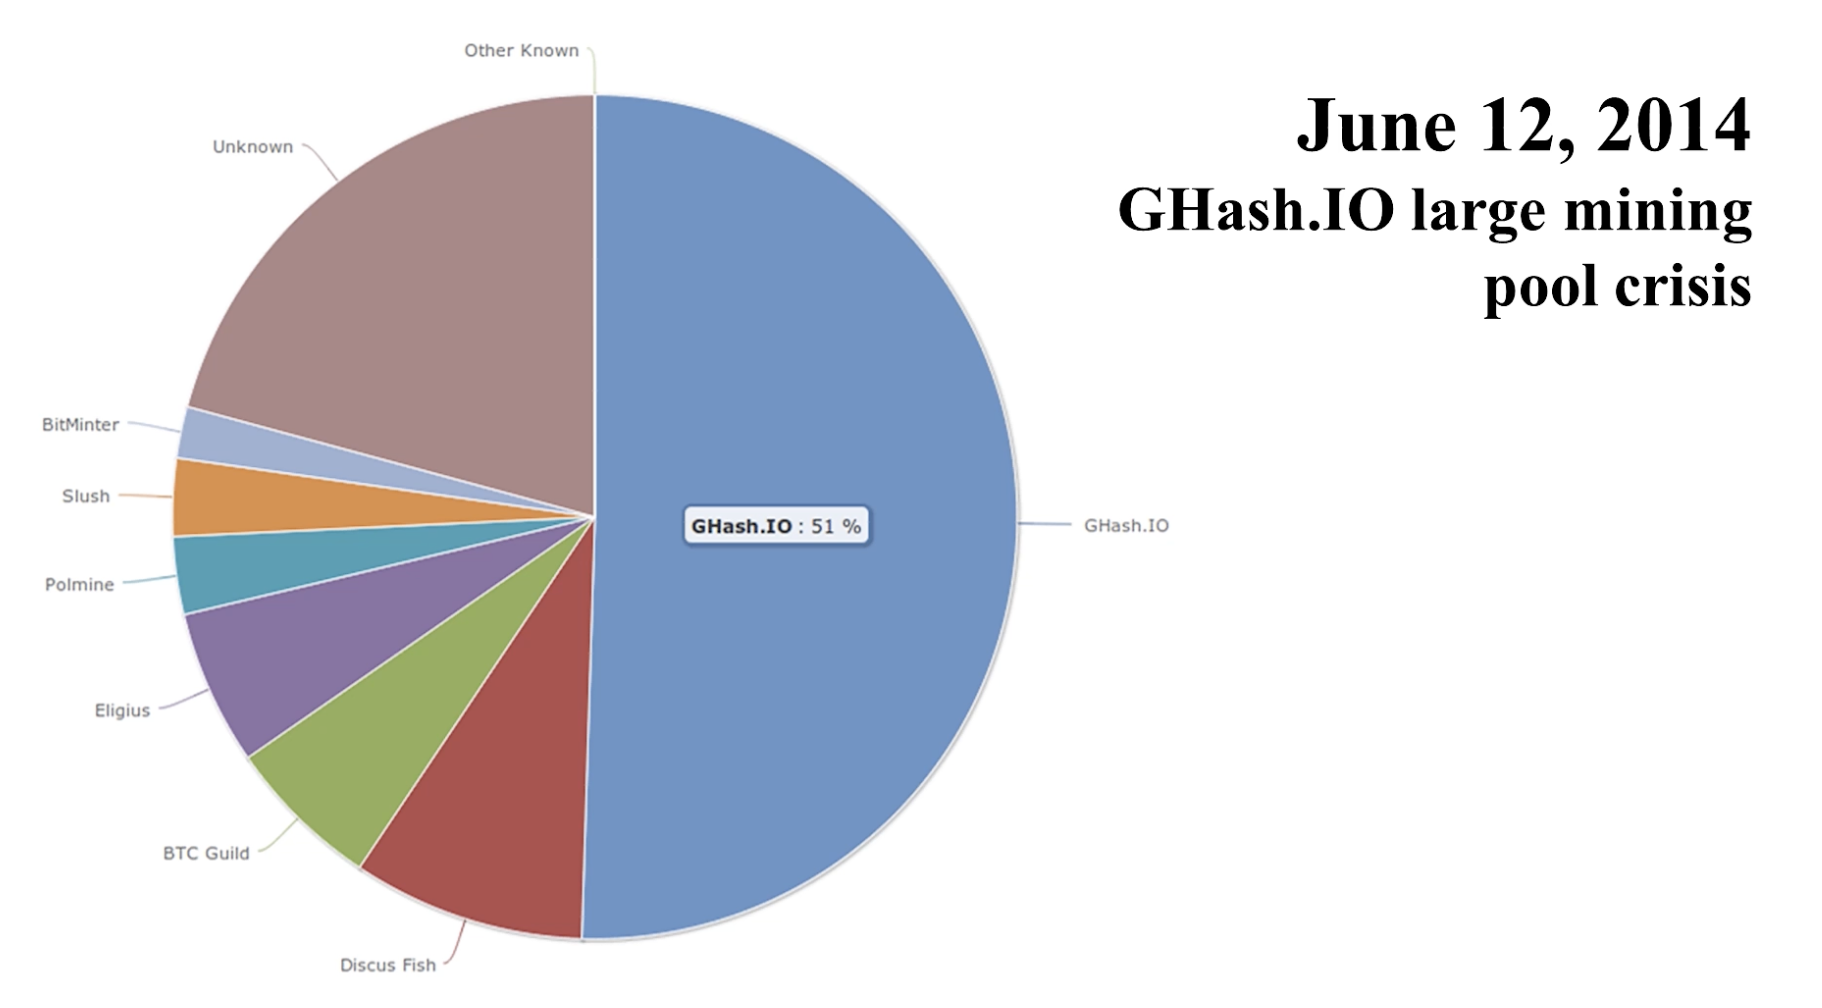 June 12, 2014
GHash.IO large mining
pool crisis
Other Known
Unknown
BitMinter
Slush
GHash.IO : 51 %
GHash.IO
Polmine
Eligius
BTC Guild
Discus Fish